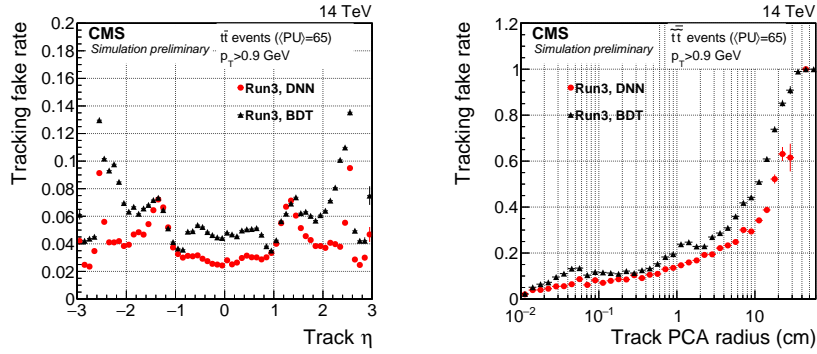 14 TeV
CMS
Simulation preliminary
tt̄ events (⟨PU⟩=65)
p_T>0.9 GeV
Run3, DNN
Run3, BDT
Tracking fake rate
0.2
0.18
0.16
0.14
0.12
0.1
0.08
0.06
0.04
0.02
0
−3 −2 −1 0 1 2 3
Track η
14 TeV
CMS
Simulation preliminary
tt̄ events (⟨PU⟩=65)
p_T>0.9 GeV
Run3, DNN
Run3, BDT
Tracking fake rate
1.2
1
0.8
0.6
0.4
0.2
0
10⁻² 10⁻¹ 1 10
Track PCA radius (cm)